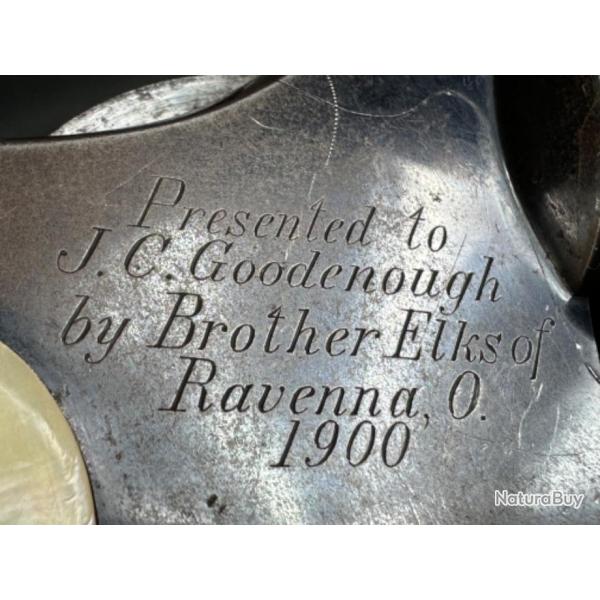 Presented to
J. C. Goodenough
by Brother Elks of
Ravenna, O.
1900
NaturaBuy